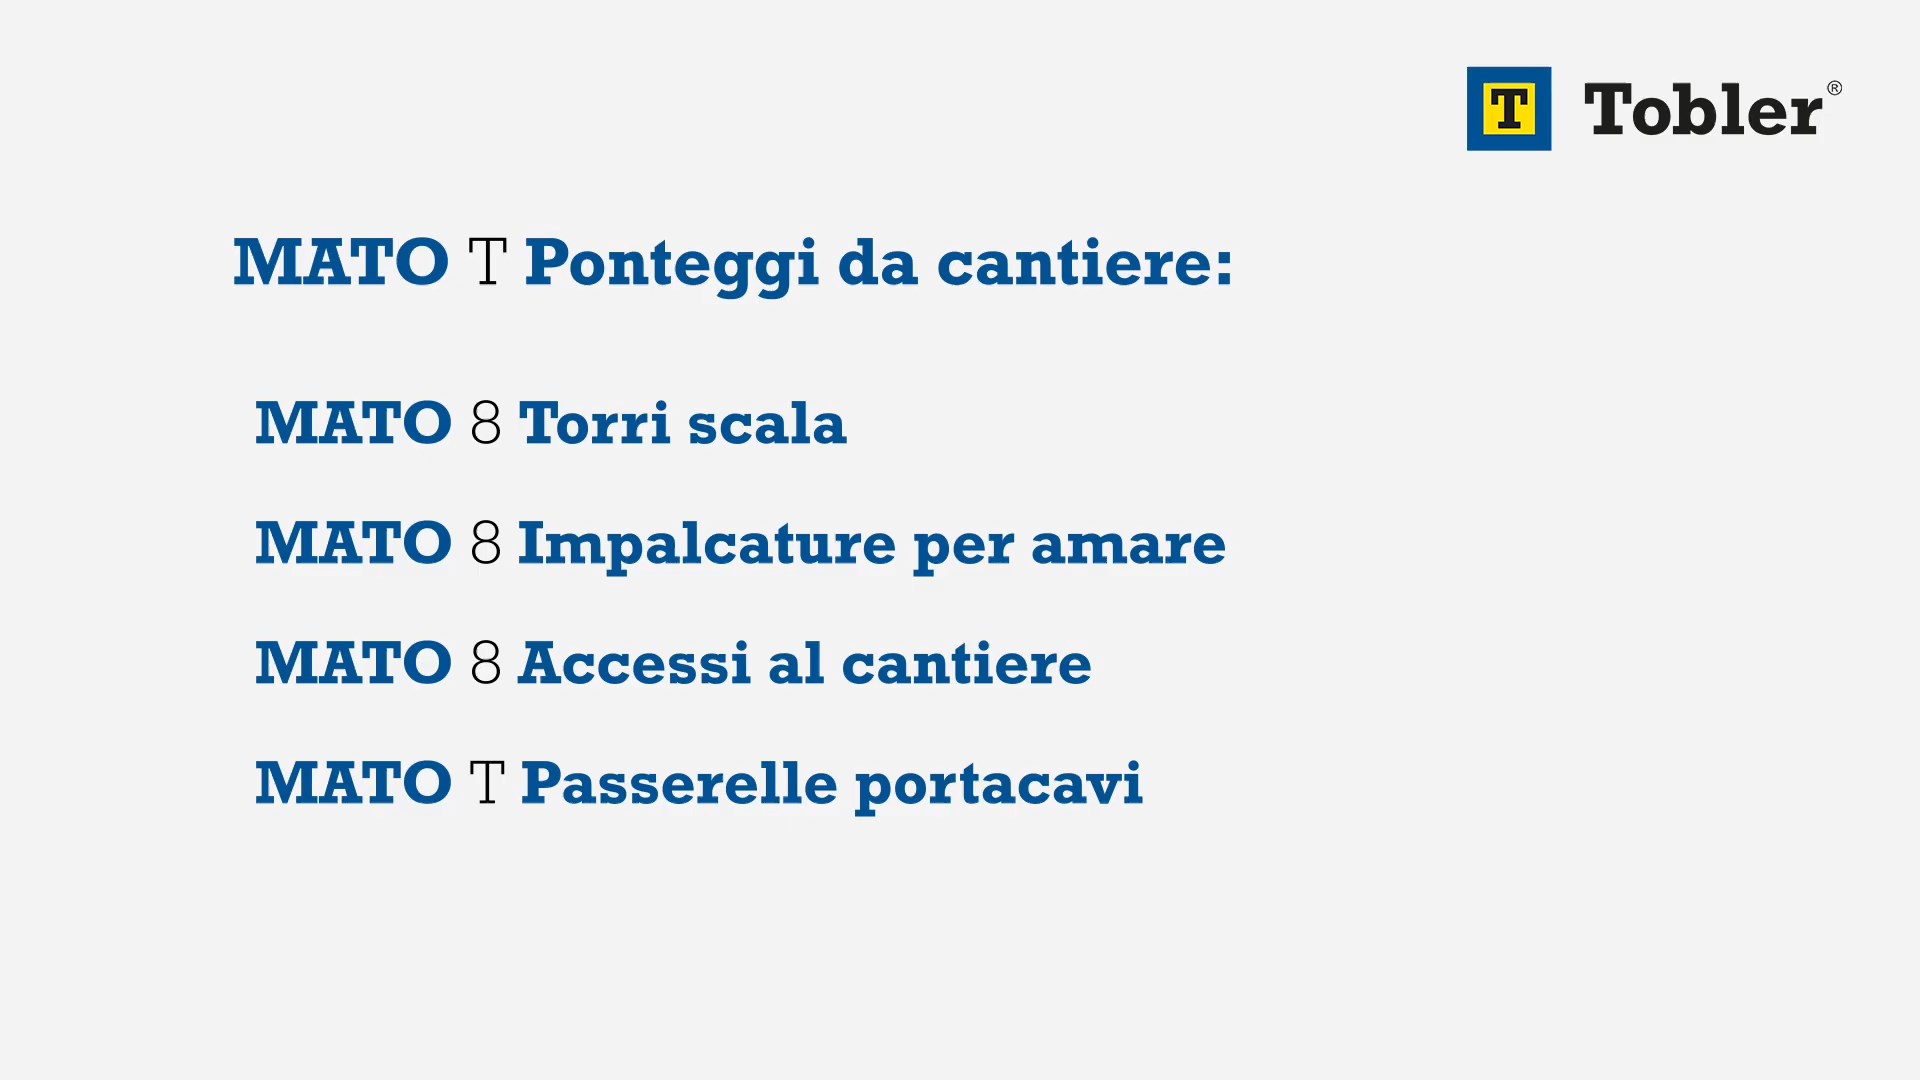 T Tobler®
MATO T Ponteggi da cantiere:
MATO 8 Torri scala
MATO 8 Impalcature per amare
MATO 8 Accessi al cantiere
MATO T Passerelle portacavi